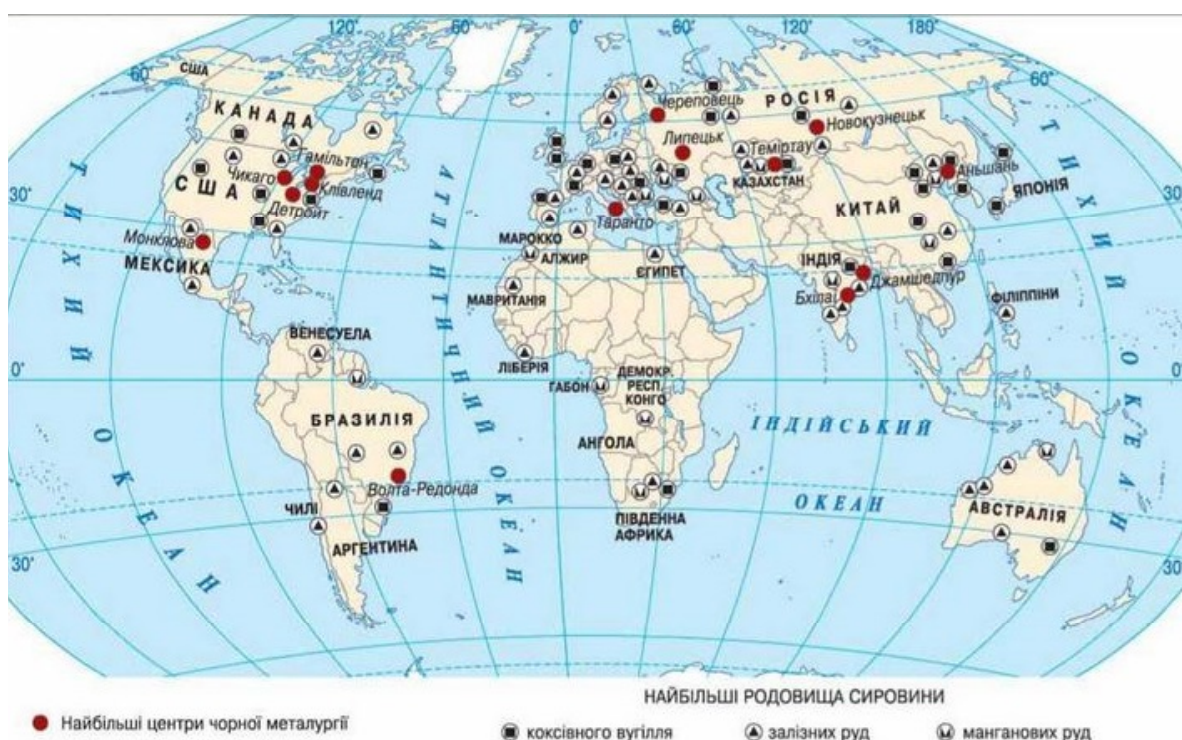 120°
60°
0°
60°
120°
180°
60°
США
60°
КАНАДА
РОСІЯ
Череповець
Новокузнецьк
Липецьк
Теміртау
КАЗАХСТАН
Гамільтон
Чикаго
США
Клівленд
Детройт
Аньшань
ЯПОНІЯ
КИТАЙ
30°
30°
Монклова
МЕКСИКА
Таранто
МАРОККО
АЛЖИР
ЄГИПЕТ
МАВРИТАНІЯ
ІНДІЯ
Джамшедпур
Бхілаї
ФІЛІППІНИ
ВЕНЕСУЕЛА
ЛІБЕРІЯ
0°
0°
ГАБОН
ДЕМОКР.
РЕСП.
КОНГО
БРАЗИЛІЯ
АНГОЛА
ІНДІЙСЬКИЙ
ОКЕАН
Волта-Редонда
ЧИЛІ
АРГЕНТИНА
ПІВДЕННА
АФРИКА
АВСТРАЛІЯ
30°
30°
ТИХИЙ ОКЕАН
АТЛАНТИЧНИЙ ОКЕАН
ТИХИЙ ОКЕАН
НАЙБІЛЬШІ РОДОВИЩА СИРОВИНИ
Найбільші центри чорної металургії
коксівного вугілля
залізних руд
манганових руд